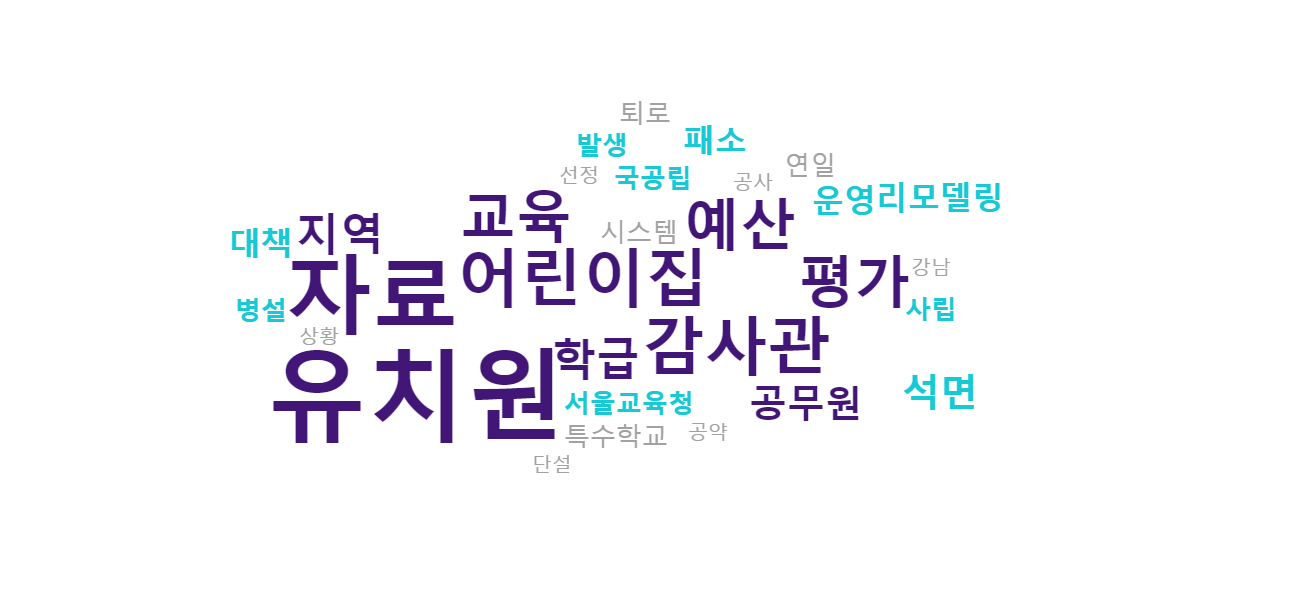 퇴로
발생 패소
선정 국공립 공사 연일
운영 리모델링
대책 지역 교육 시스템 예산
자료 어린이집 평가 강남
병설 사립
상황 학급 감사관
유치원 서울교육청 공무원 석면
특수학교 공약
단설